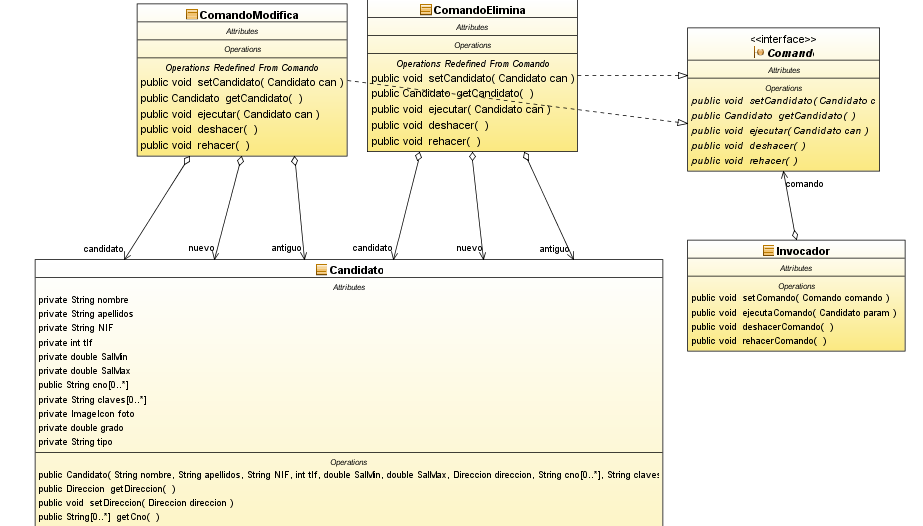 ComandoModifica
Attributes
Operations
Operations Redefined From Comando
public void setCandidato( Candidato can )
public Candidato getCandidato( )
public void ejecutar( Candidato can )
public void deshacer( )
public void rehacer( )
ComandoElimina
Attributes
Operations
Operations Redefined From Comando
public void setCandidato( Candidato can )
public Candidato getCandidato( )
public void ejecutar( Candidato can )
public void deshacer( )
public void rehacer( )
<<interface>>
Comando
Attributes
Operations
public void setCandidato( Candidato c
public Candidato getCandidato( )
public void ejecutar( Candidato can )
public void deshacer( )
public void rehacer( )
comando
candidato
nuevo
antiguo
candidato
nuevo
antiguo
Invocador
Attributes
Operations
public void setComando( Comando comando )
public void ejecutaComando( Candidato param )
public void deshacerComando( )
public void rehacerComando( )
Candidato
Attributes
private String nombre
private String apellidos
private String NIF
private int tlf
private double SalMin
private double SalMax
public String cno[0..*]
private String claves[0..*]
private ImageIcon foto
private double grado
private String tipo
Operations
public Candidato( String nombre, String apellidos, String NIF, int tlf, double SalMin, double SalMax, Direccion direccion, String cno[0..*], String claves
public Direccion getDireccion( )
public void setDireccion( Direccion direccion )
public String[0..*] getCno( )